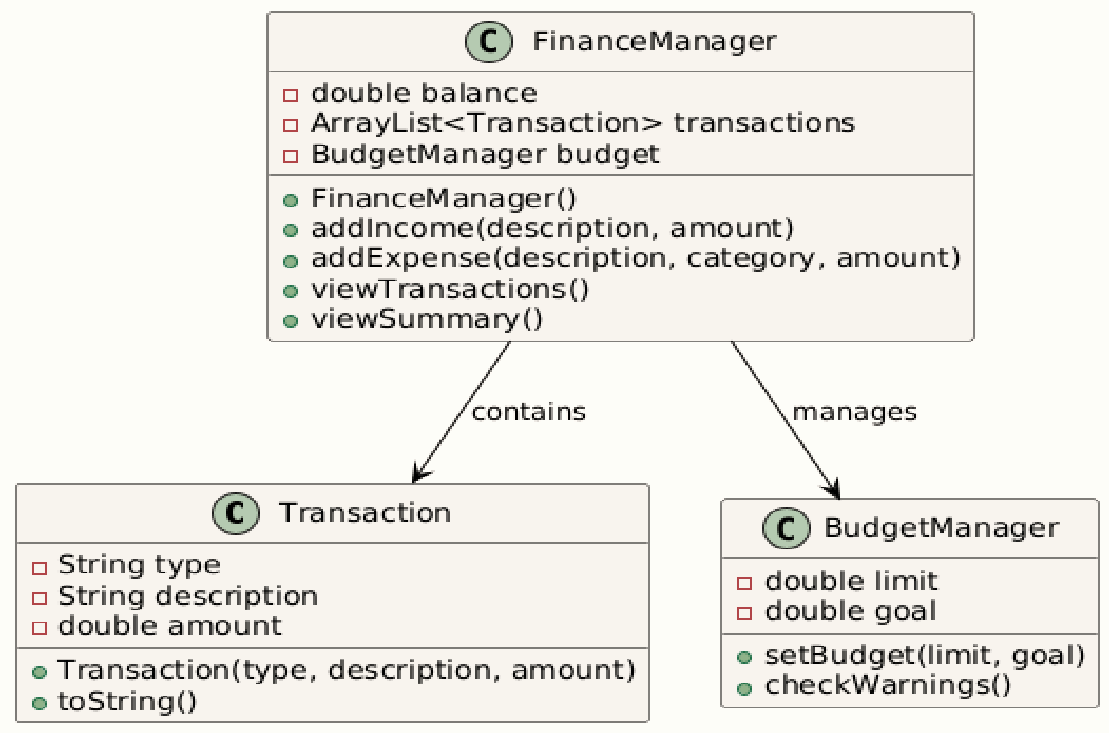 C FinanceManager
double balance
ArrayList<Transaction> transactions
BudgetManager budget
FinanceManager()
addIncome(description, amount)
addExpense(description, category, amount)
viewTransactions()
viewSummary()
contains
manages
C Transaction
String type
String description
double amount
Transaction(type, description, amount)
toString()
C BudgetManager
double limit
double goal
setBudget(limit, goal)
checkWarnings()